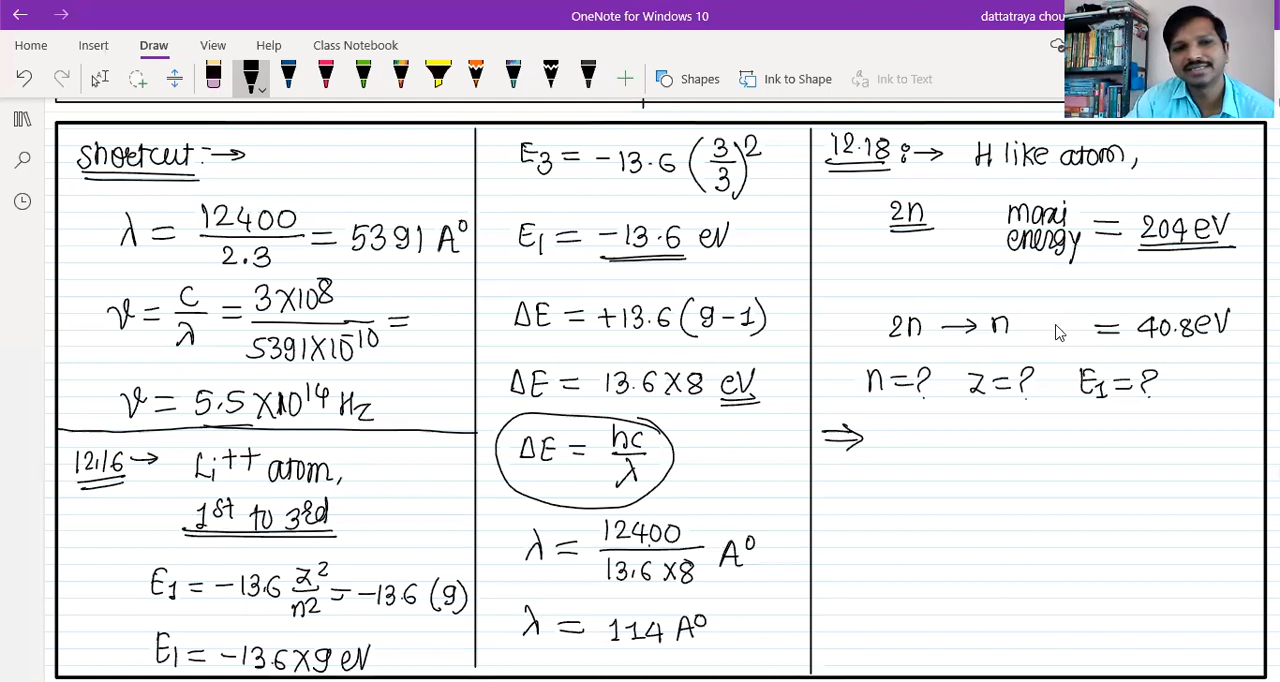 OneNote for Windows 10
dattatraya chou
Home Insert Draw View Help Class Notebook
Shapes Ink to Shape Ink to Text
Shortcut :→
λ = 12400 / 2.3 = 5391 A⁰
ν = c / λ = 3×10⁸ / 5391×10⁻¹⁰ =
ν = 5.5×10¹⁴ Hz
12.16 → Li⁺⁺ atom,
1st to 3rd
E₁ = -13.6 z²/n² = -13.6 (9)
E₁ = -13.6×9 eV
E₃ = -13.6 (3/3)²
E₁ = -13.6 eV
ΔE = +13.6 (9-1)
ΔE = 13.6×8 eV
ΔE = hc / λ
λ = 12400 / 13.6×8 A⁰
λ = 114 A⁰
12.18 :→ H like atom,
2n maxi energy = 204 eV
2n → n = 40.8 eV
n=? z=? E₁=?
⇒